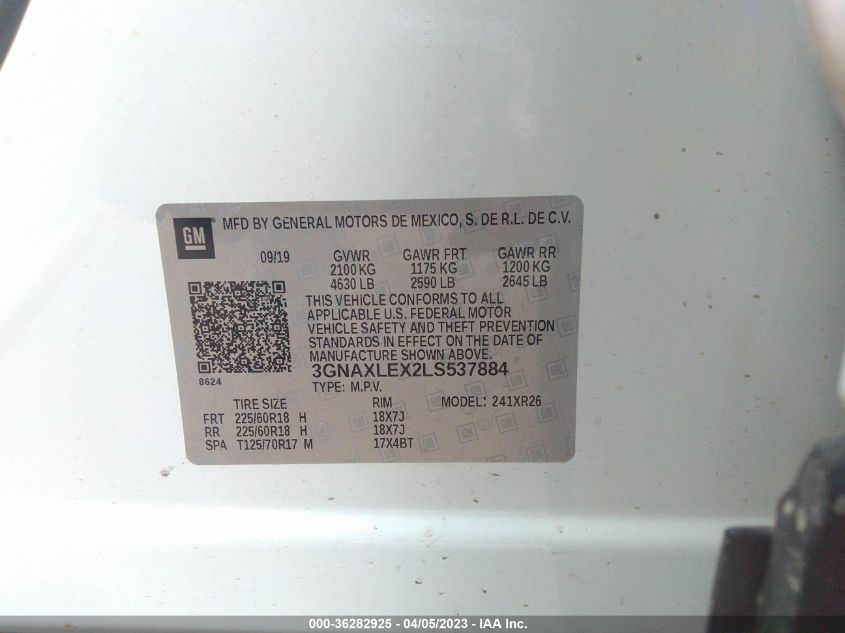 GM ® MFD BY GENERAL MOTORS DE MEXICO, S. DE R.L. DE C.V.
09/19 GVWR GAWR FRT GAWR RR
2100 KG 1175 KG 1200 KG
4630 LB 2590 LB 2645 LB
THIS VEHICLE CONFORMS TO ALL
APPLICABLE U.S. FEDERAL MOTOR
VEHICLE SAFETY AND THEFT PREVENTION
STANDARDS IN EFFECT ON THE DATE OF
MANUFACTURE SHOWN ABOVE.
8624
3GNAXLEX2LS537884
TYPE: M.P.V.
TIRE SIZE RIM MODEL: 241XR26
FRT 225/60R18 H 18X7J
RR 225/60R18 H 18X7J
SPA T125/70R17 M 17X4BT
000-36282925 - 04/05/2023 - IAA Inc.